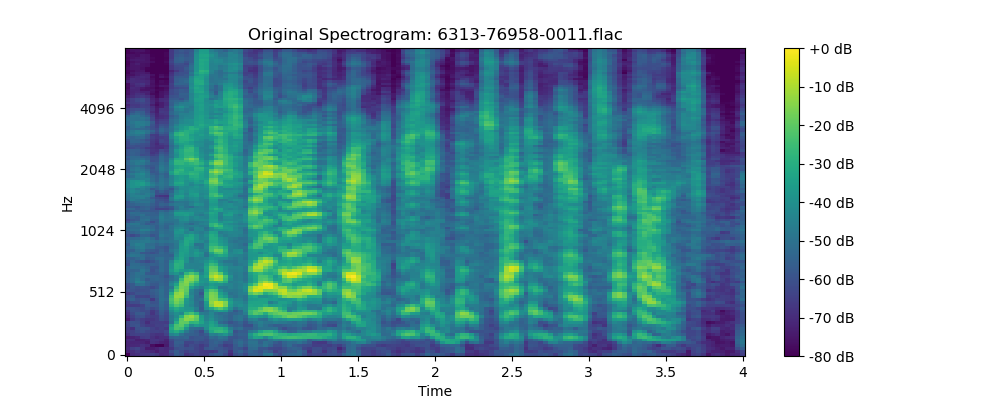 Original Spectrogram: 6313-76958-0011.flac
Hz
4096
2048
1024
512
0
0 0.5 1 1.5 2 2.5 3 3.5 4
Time
+0 dB
-10 dB
-20 dB
-30 dB
-40 dB
-50 dB
-60 dB
-70 dB
-80 dB